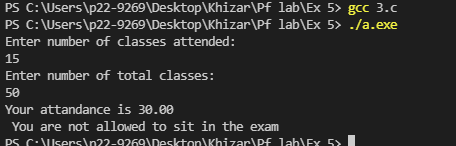 PS C:\Users\p22-9269\Desktop\Khizar\Pf lab\Ex 5> gcc 3.c
PS C:\Users\p22-9269\Desktop\Khizar\Pf lab\Ex 5> ./a.exe
Enter number of classes attended:
15
Enter number of total classes:
50
Your attandance is 30.00
 You are not allowed to sit in the exam
PS C:\Users\p22-9269\Desktop\Khizar\Pf lab\Ex 5>